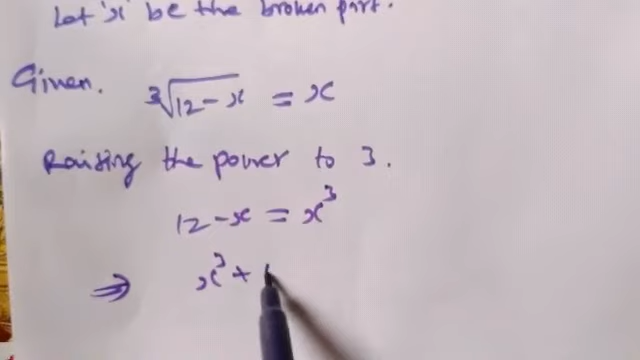 Let 'x' be the broken part.
Given. ∛(12-x) = x
Raising the power to 3.
12-x = x³
⇒ x³ +